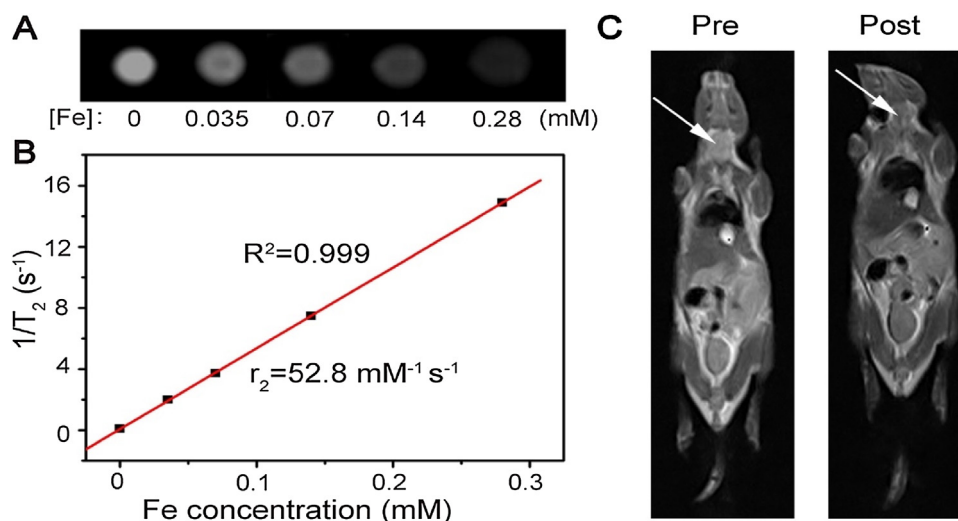 A
[Fe]: 0 0.035 0.07 0.14 0.28 (mM)
B
16
12
8
4
0
1/T₂ (s⁻¹)
R²=0.999
r₂=52.8 mM⁻¹ s⁻¹
0 0.1 0.2 0.3
Fe concentration (mM)
C
Pre Post